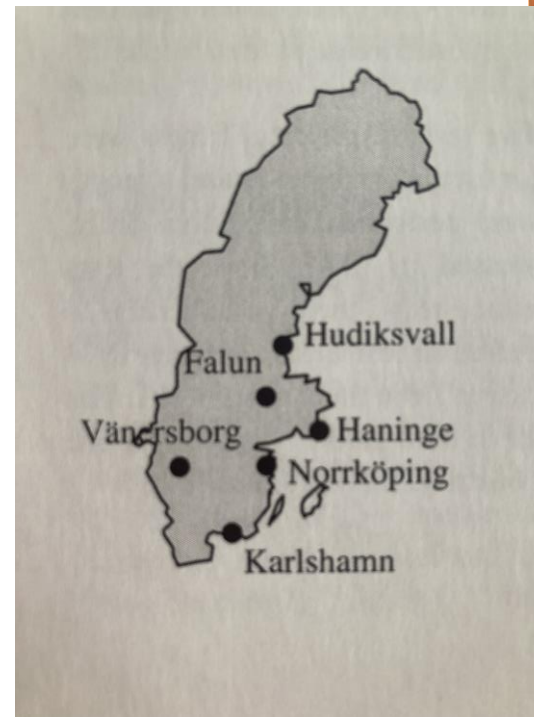 Hudiksvall
Falun
Vänersborg
Haninge
Norrköping
Karlshamn